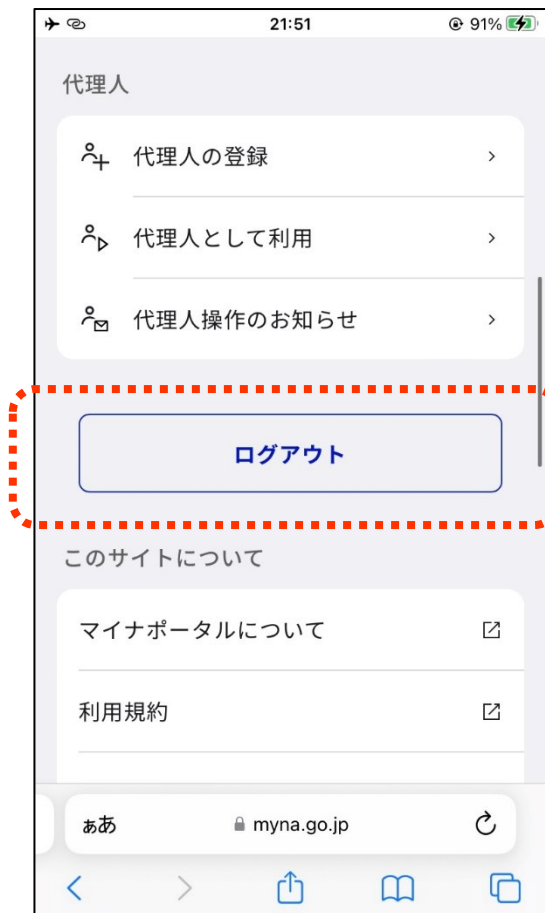 21:51
91%
代理人
代理人の登録
代理人として利用
代理人操作のお知らせ
ログアウト
このサイトについて
マイナポータルについて
利用規約
ぁあ
myna.go.jp